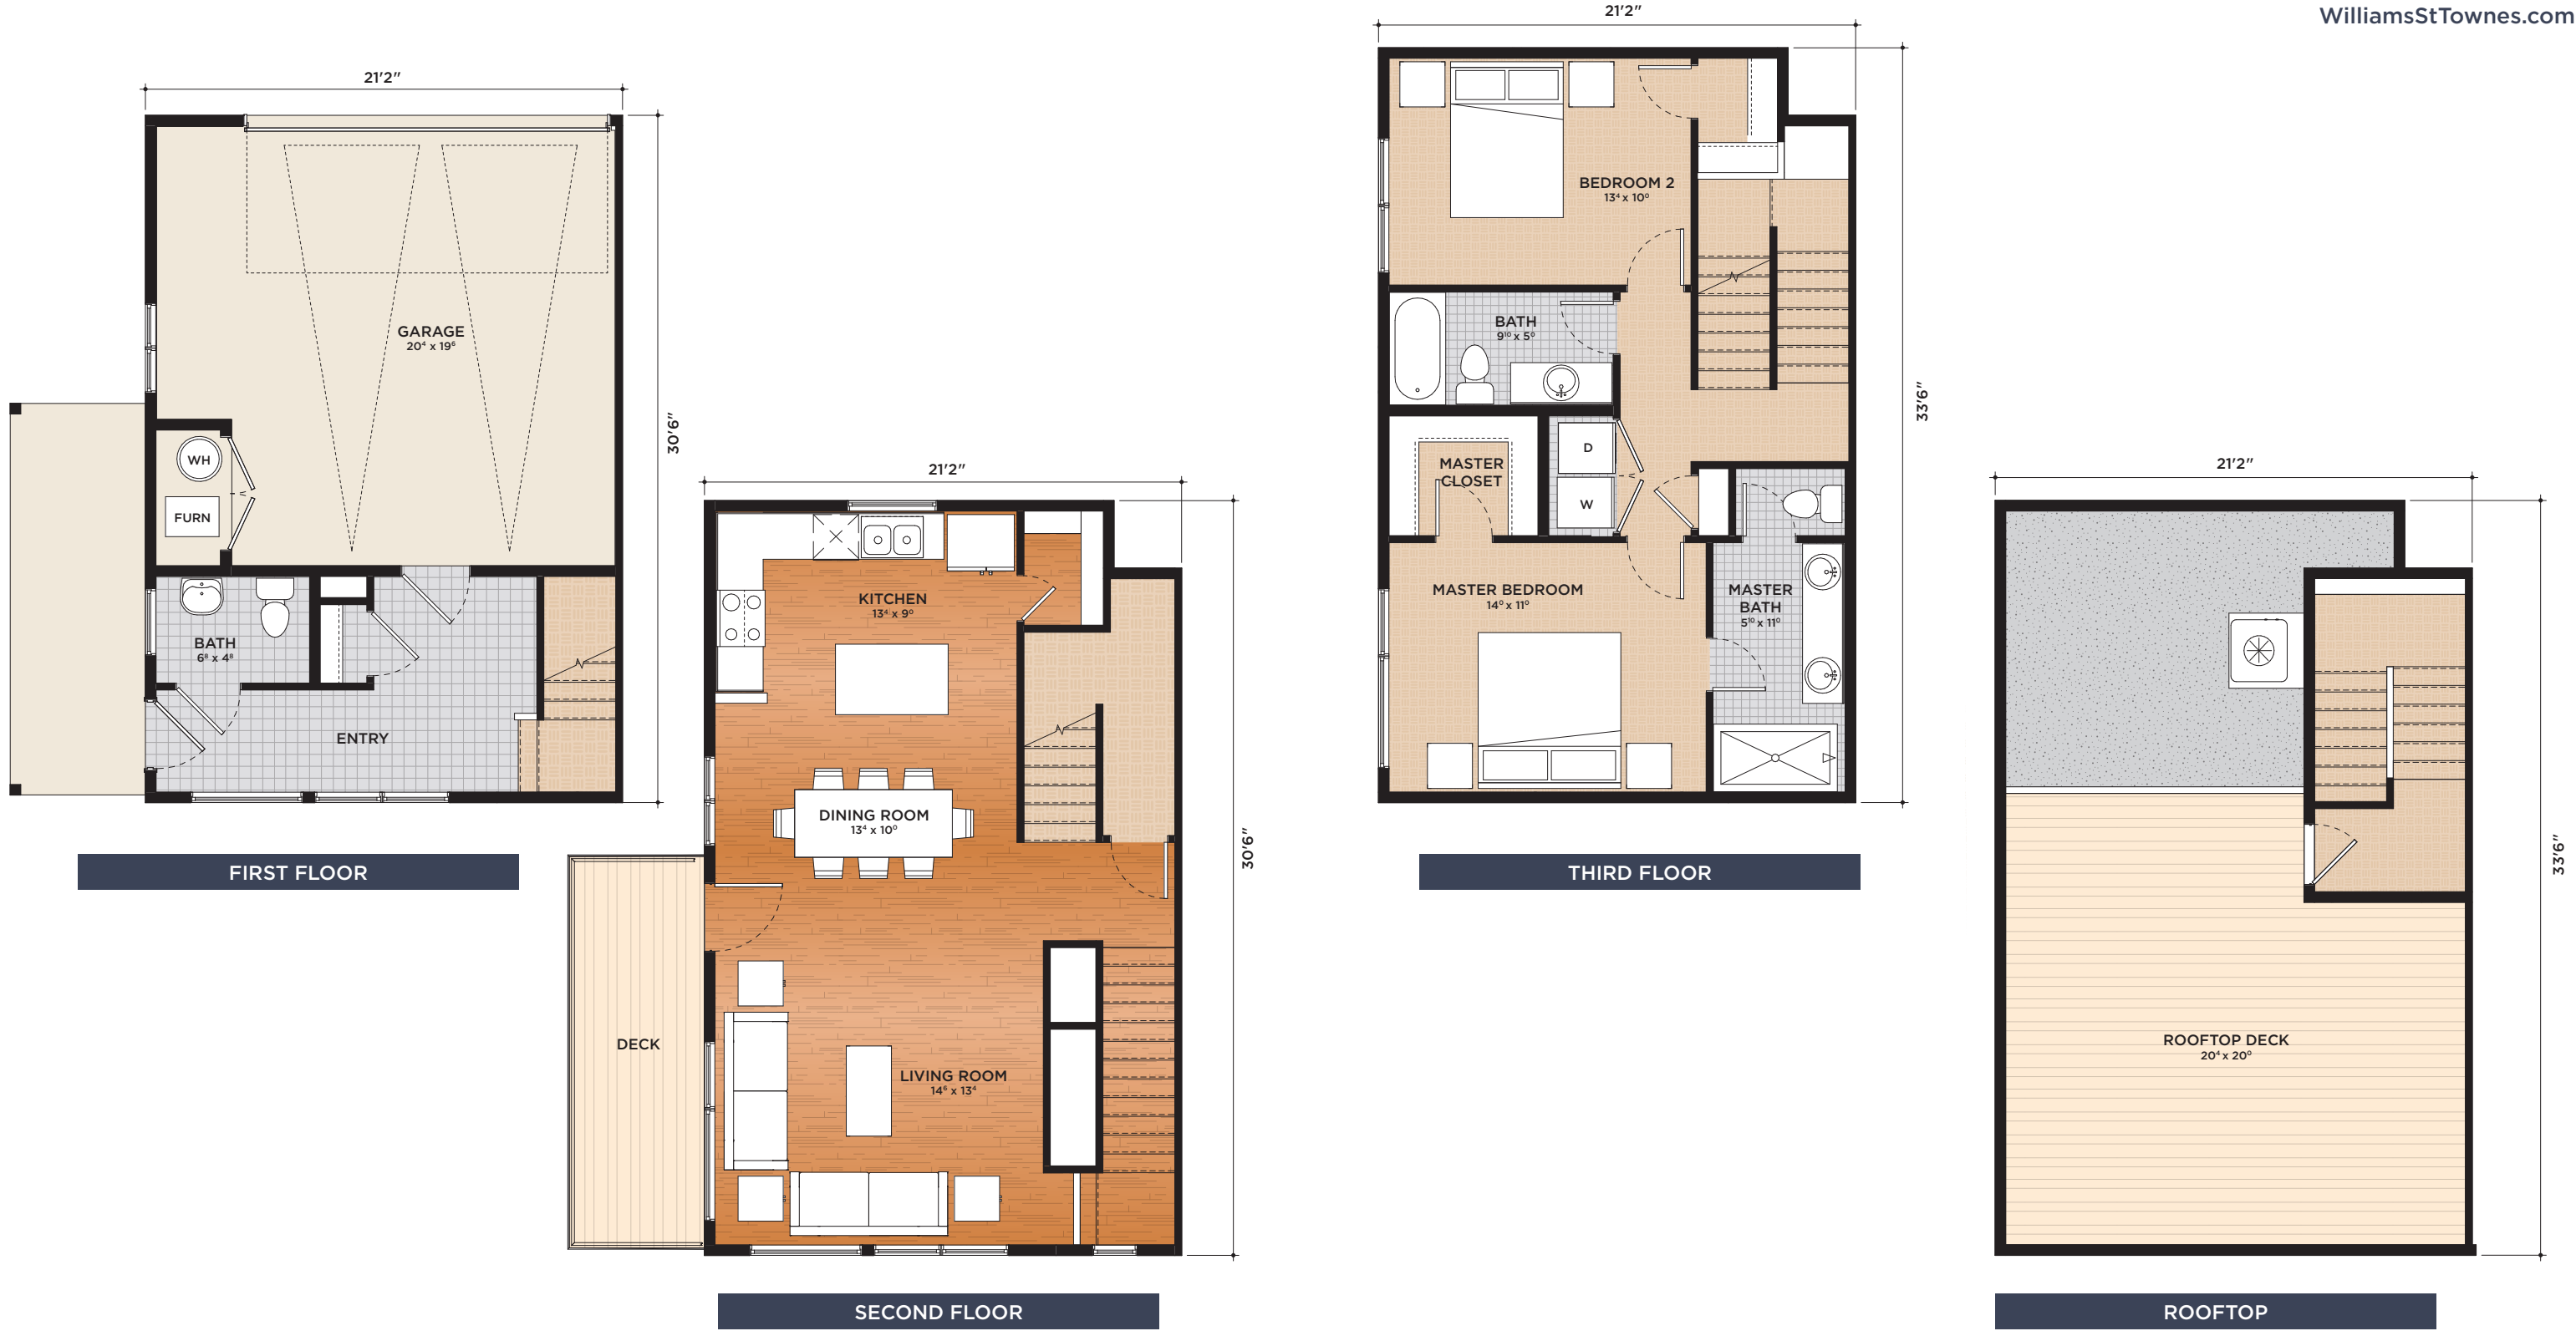 WilliamsStTownes.com
21'2"
GARAGE
20⁴ x 19⁶
30'6"
WH
FURN
BATH
6⁸ x 4⁸
ENTRY
FIRST FLOOR
21'2"
KITCHEN
13⁴ x 9⁰
DINING ROOM
13⁴ x 10⁰
30'6"
DECK
LIVING ROOM
14⁶ x 13⁴
SECOND FLOOR
21'2"
BEDROOM 2
13⁴ x 10⁰
BATH
9¹⁰ x 5⁰
33'6"
MASTER
CLOSET
D
W
MASTER BEDROOM
14⁰ x 11⁰
MASTER
BATH
5¹⁰ x 11⁰
THIRD FLOOR
21'2"
33'6"
ROOFTOP DECK
20⁴ x 20⁰
ROOFTOP